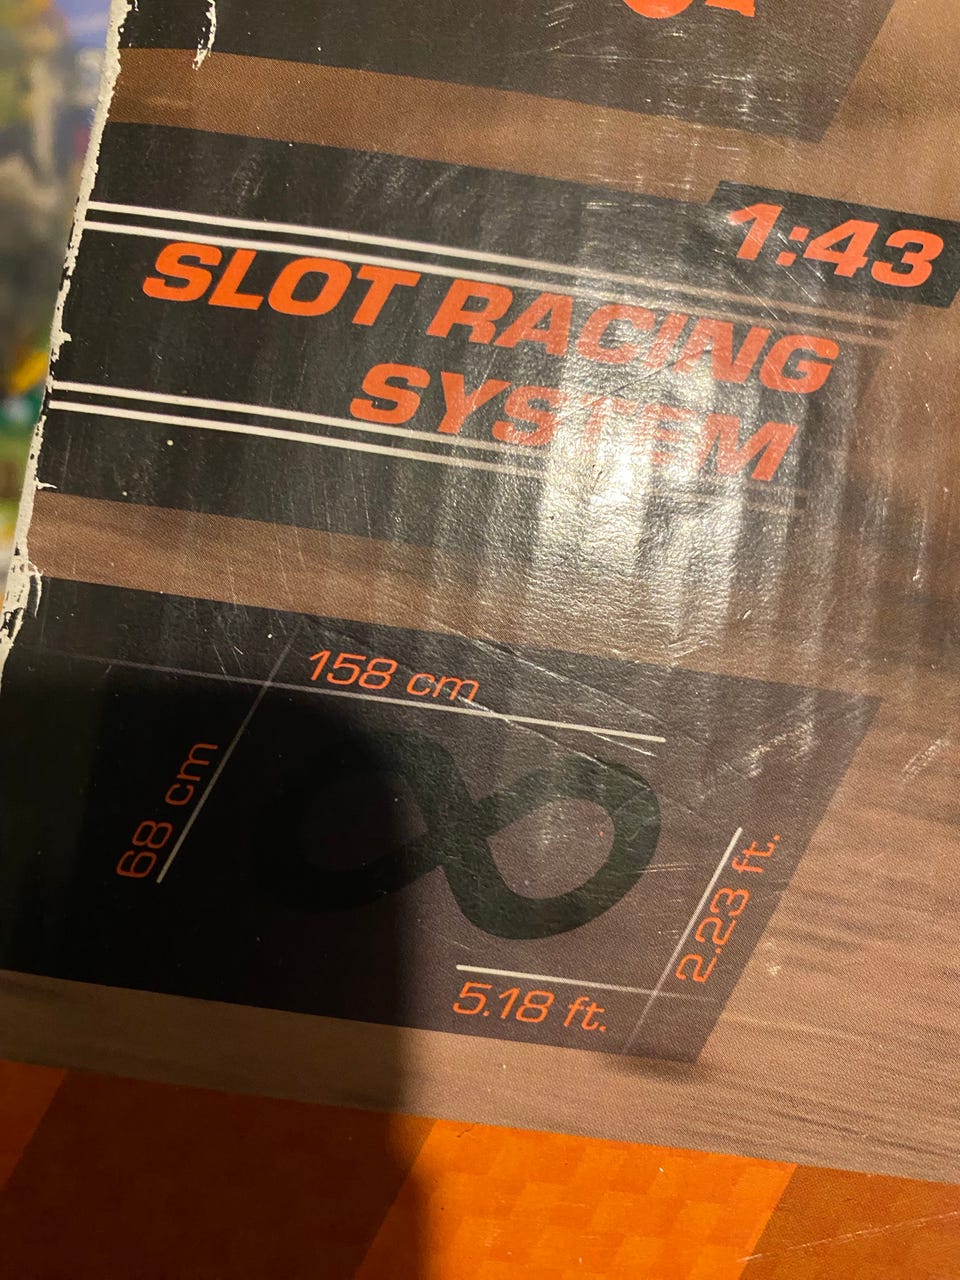 1:43
SLOT RACING
SYSTEM
158 cm
68 cm
2.23 ft.
5.18 ft.